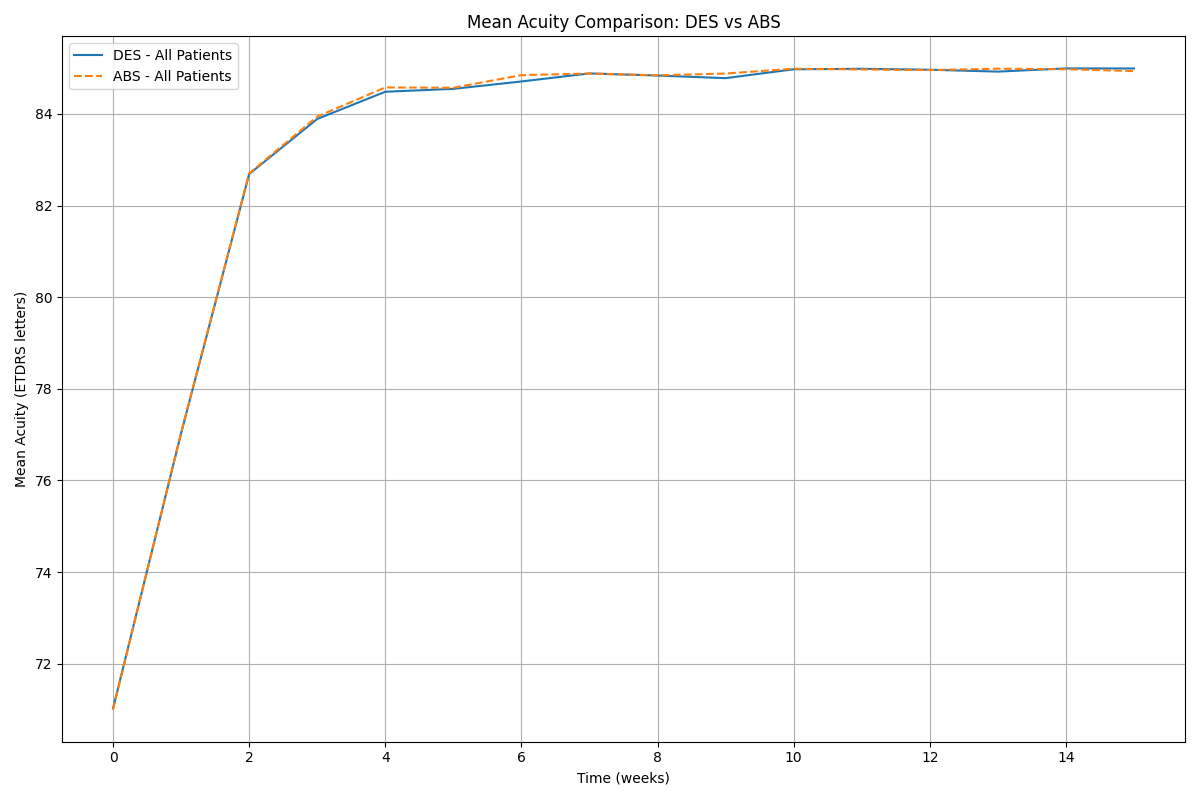 Mean Acuity Comparison: DES vs ABS
DES - All Patients
ABS - All Patients
Mean Acuity (ETDRS letters)
84
82
80
78
76
74
72
0 2 4 6 8 10 12 14
Time (weeks)